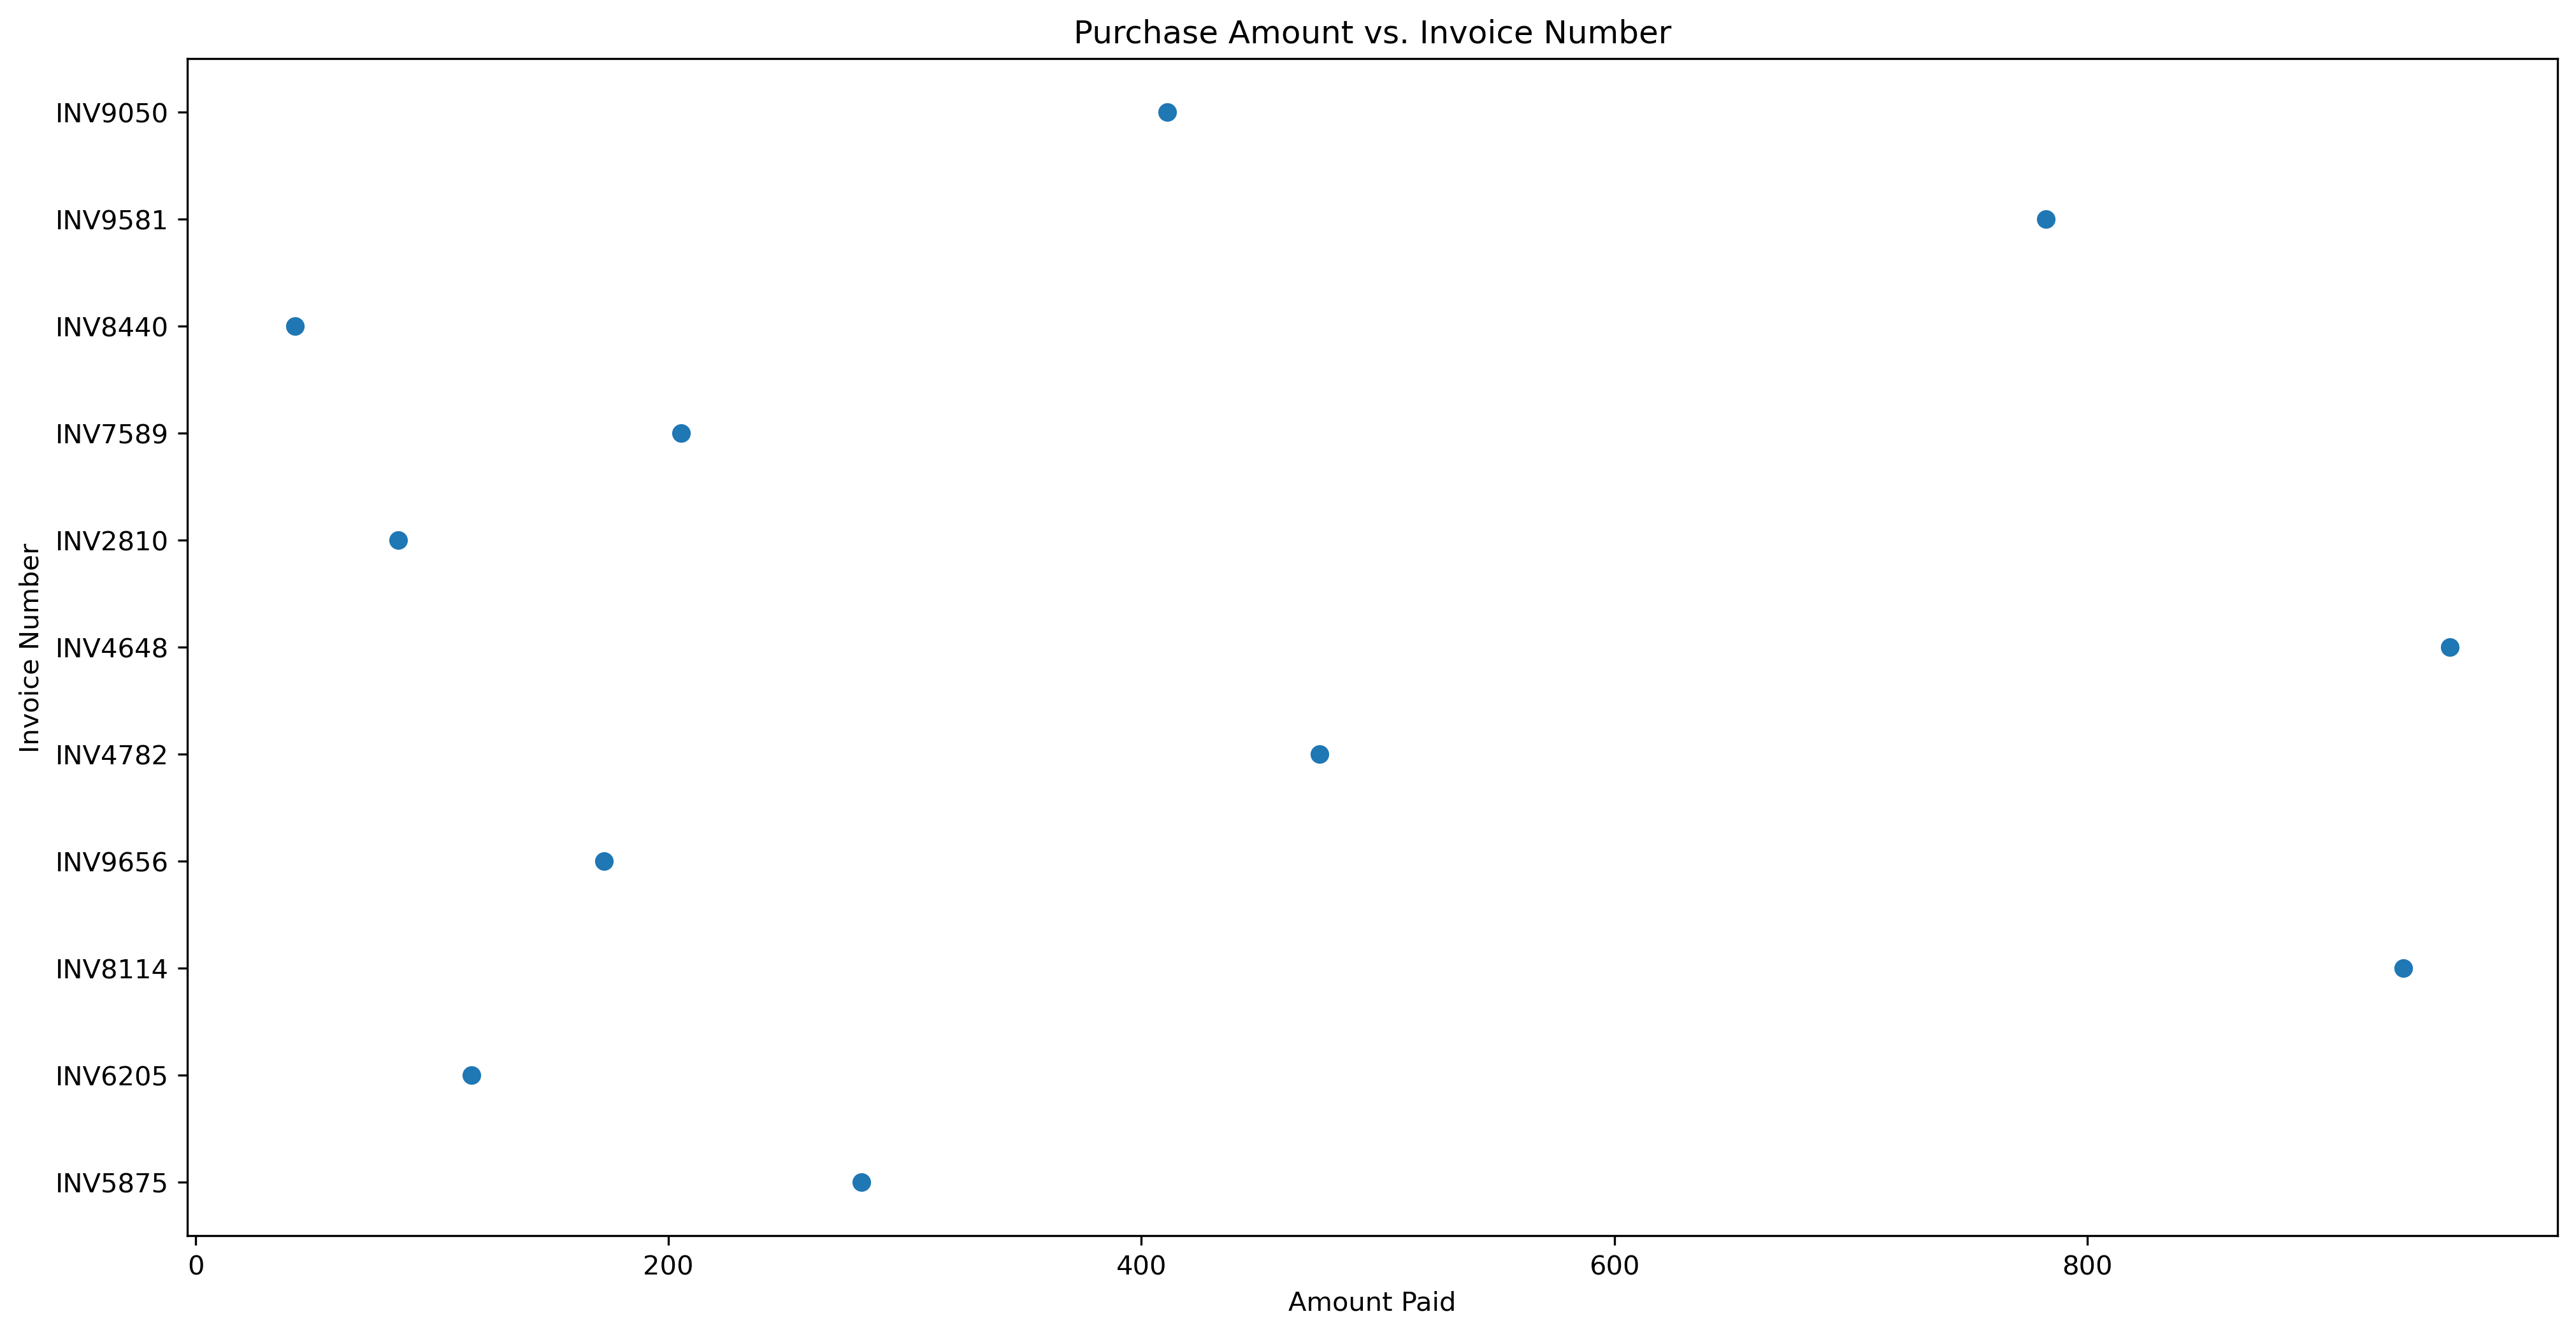 Purchase Amount vs. Invoice Number
Invoice Number
INV9050
INV9581
INV8440
INV7589
INV2810
INV4648
INV4782
INV9656
INV8114
INV6205
INV5875
0 200 400 600 800
Amount Paid